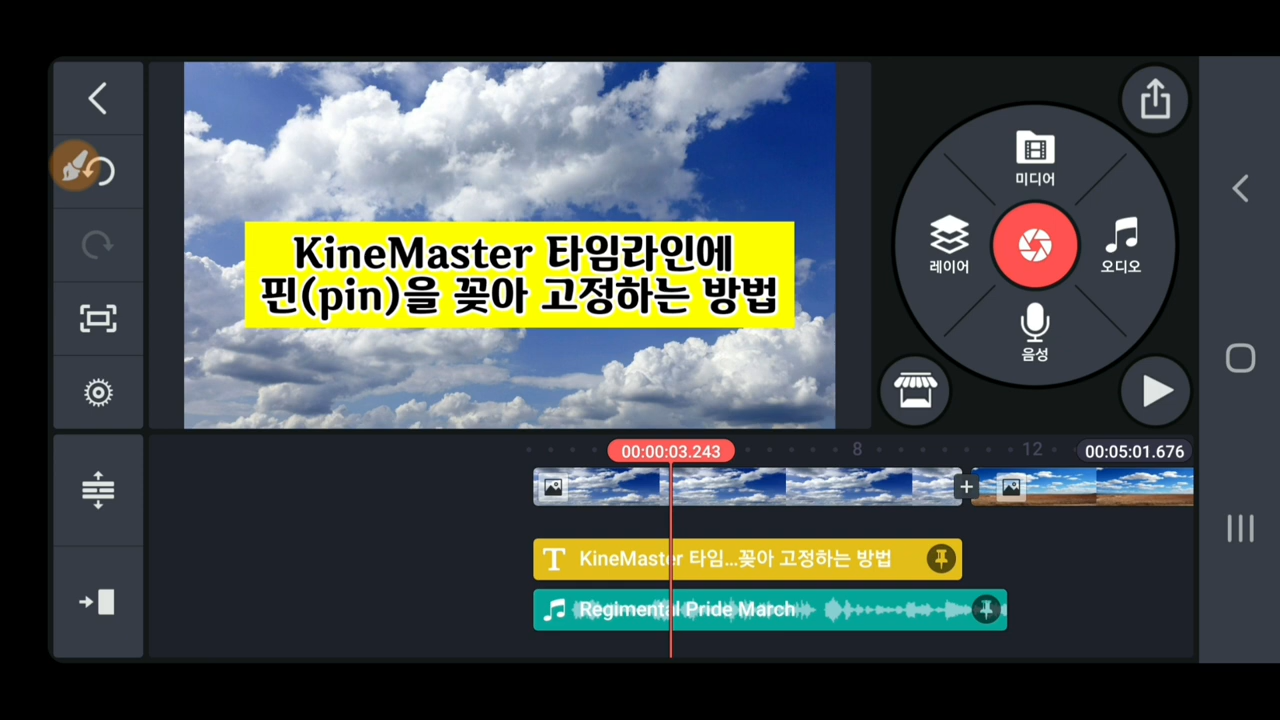 미디어
레이어
오디오
음성
KineMaster 타임라인에
핀(pin)을 꽂아 고정하는 방법
00:00:03.243
8
12
00:05:01.676
T KineMaster 타임...꽂아 고정하는 방법
Regimental Pride March